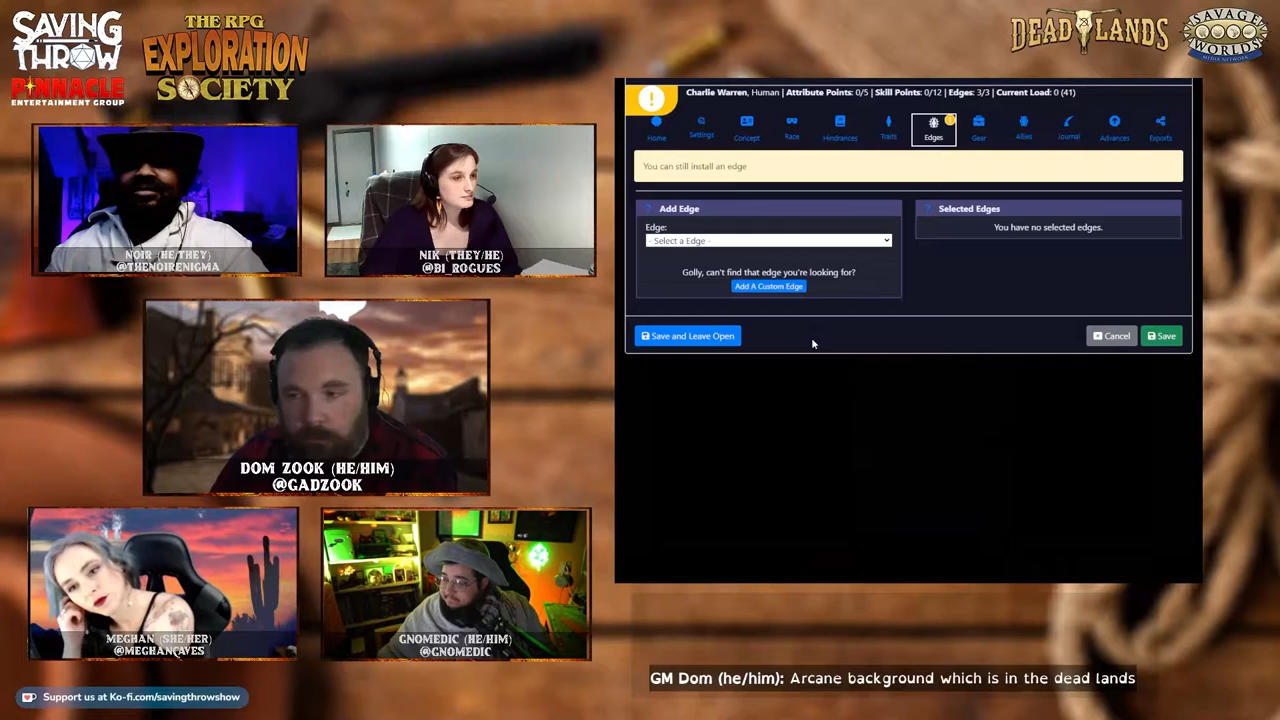 SAVING
THROW
PINNACLE
ENTERTAINMENT GROUP
THE RPG
EXPLORATION
SOCIETY
DEADLANDS
SAVAGE
WORLDS
MEDIA NETWORK
Charlie Warren, Human | Attribute Points: 0/5 | Skill Points: 0/12 | Edges: 3/3 | Current Load: 0 (41)
Home
Settings
Concept
Race
Hindrances
Traits
Edges
Gear
Allies
Journal
Advances
Exports
You can still install an edge
? Add Edge
Edge:
- Select a Edge -
Golly, can't find that edge you're looking for?
Add A Custom Edge
? Selected Edges
You have no selected edges.
Save and Leave Open
Cancel
Save
NOIR (HE/THEY)
@THENOIRENIGMA
NIK (THEY/HE)
@BI_ROGUES
DOM ZOOK (HE/HIM)
@GADZOOK
MEGHAN (SHE/HER)
@MEGHANCAVES
GNOMEDIC (HE/HIM)
@GNOMEDIC
Support us at Ko-fi.com/savingthrowshow
GM Dom (he/him): Arcane background which is in the dead lands